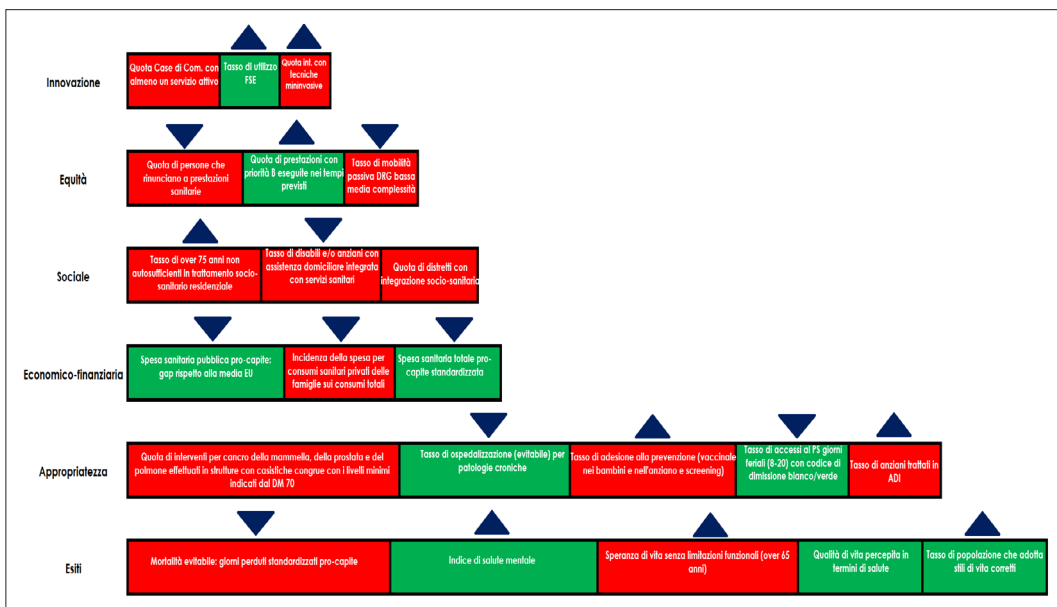 Innovazione
Quota Case di Com. con
almeno un servizio attivo
Tasso di utilizzo
FSE
Quota int. con
tecniche
mininvasive
Equità
Quota di persone che
rinunciano a prestazioni
sanitarie
Quota di prestazioni con
priorità B eseguite nei tempi
previsti
Tasso di mobilità
passiva DRG bassa
media complessità
Sociale
Tasso di over 75 anni non
autosufficienti in trattamento socio-
sanitario residenziale
Tasso di disabili e/o anziani con
assistenza domiciliare integrata
con servizi sanitari
Quota di distretti con
integrazione socio-sanitaria
Economico-finanziaria
Spesa sanitaria pubblica pro-capite:
gap rispetto alla media EU
Incidenza della spesa per
consumi sanitari privati delle
famiglie sui consumi totali
Spesa sanitaria totale pro-
capite standardizzata
Appropriatezza
Quota di interventi per cancro della mammella, della prostata e del
polmone effettuati in strutture con casistiche congrue con i livelli minimi
indicati dal DM 70
Tasso di ospedalizzazione (evitabile) per
patologie croniche
Tasso di adesione alla prevenzione (vaccinale
nei bambini e nell'anziano e screening)
Tasso di accessi al PS giorni
feriali (8-20) con codice di
dimissione bianco/verde
Tasso di anziani trattati in
ADI
Esiti
Mortalità evitabile: giorni perduti standardizzati pro-capite
Indice di salute mentale
Speranza di vita senza limitazioni funzionali (over 65
anni)
Qualità di vita percepita in
termini di salute
Tasso di popolazione che adotta
stili di vita corretti